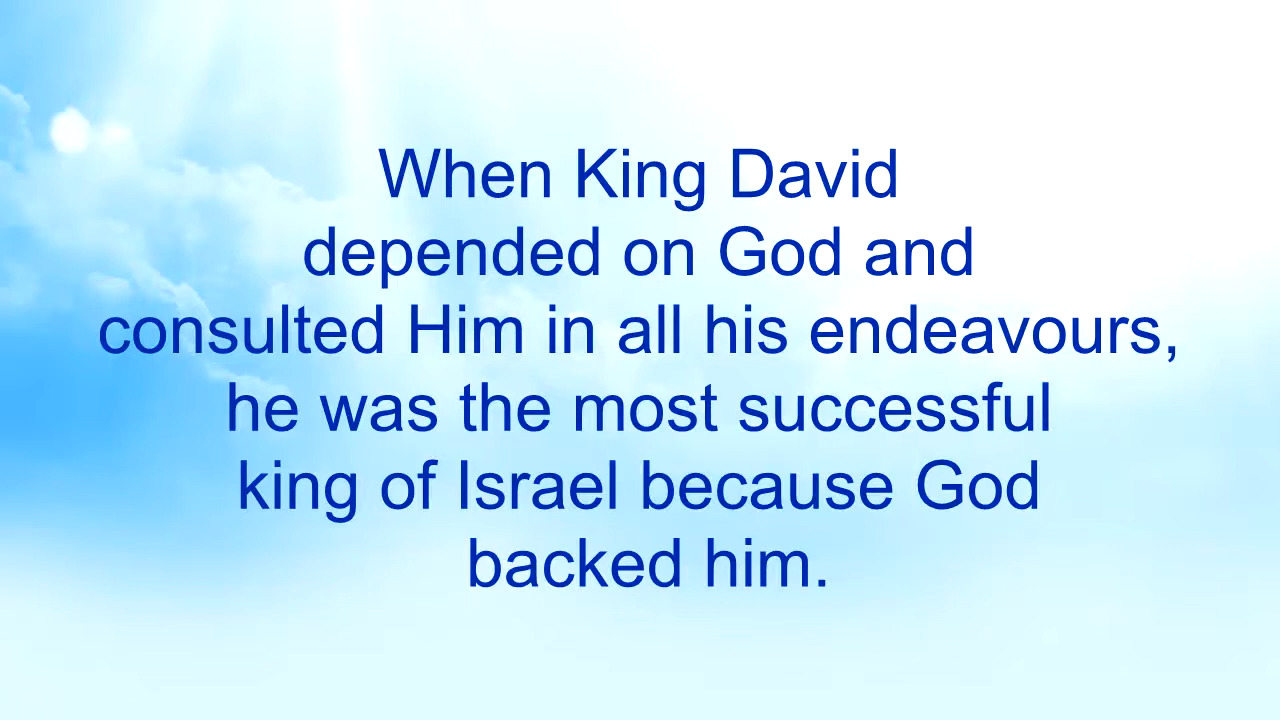 When King David
depended on God and
consulted Him in all his endeavours,
he was the most successful
king of Israel because God
backed him.